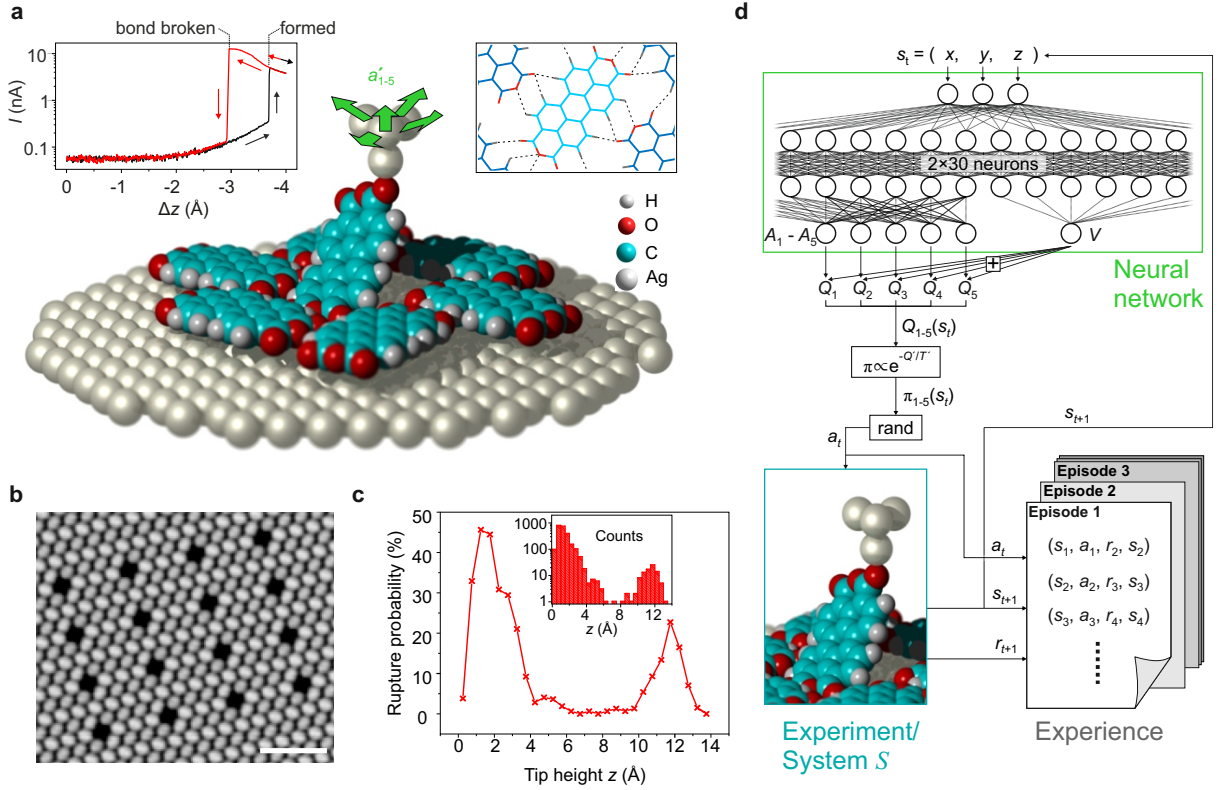 a
bond broken
formed
10
1
0.1
I (nA)
0
-1
-2
-3
-4
Δz (Å)
a′1-5
H
O
C
Ag
b
c
50
40
30
20
10
0
Rupture probability (%)
0
2
4
6
8
10
12
14
Tip height z (Å)
1000
100
10
1
Counts
0
4
8
12
z (Å)
d
st = ( x, y, z )
2×30 neurons
A1 - A5
V
+
Q1 Q2 Q3 Q4 Q5
Neural
network
Q1-5(st)
π∝e-Q′/T′
π1-5(st)
rand
at
st+1
Experiment/
System S
at
st+1
rt+1
Episode 3
Episode 2
Episode 1
(s1, a1, r2, s2)
(s2, a2, r3, s3)
(s3, a3, r4, s4)
Experience